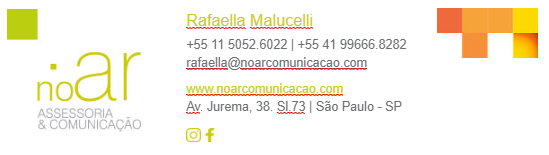 noar
ASSESSORIA
& COMUNICAÇÃO
Rafaella Malucelli
+55 11 5052.6022 | +55 41 99666.8282
rafaella@noarcomunicacao.com
www.noarcomunicacao.com
Av. Jurema, 38. Sl.73 | São Paulo - SP